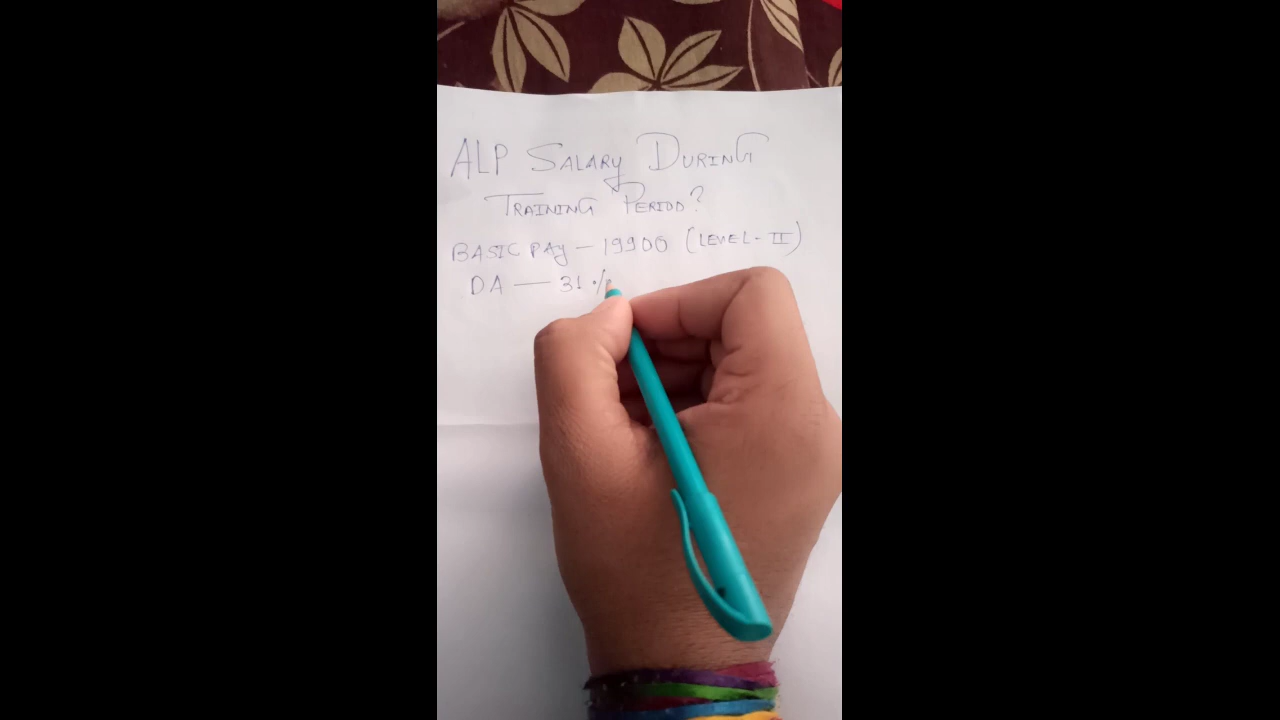 ALP SALARY DURING
TRAINING PERIOD?
BASIC PAY - 19900 (LEVEL - II)
DA — 31 %